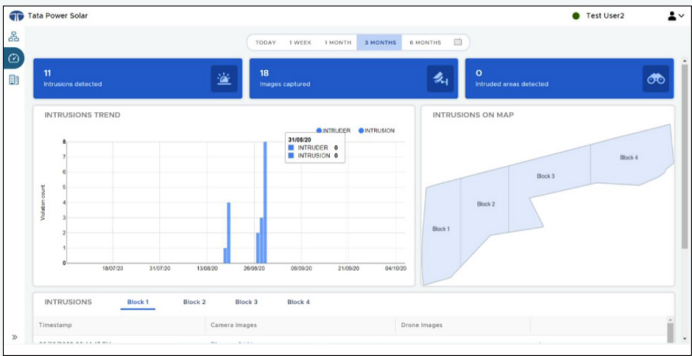 Tata Power Solar
Test User2
TODAY 1 WEEK 1 MONTH 3 MONTHS 6 MONTHS
11
Intrusions detected
18
Images captured
0
Intruded areas detected
INTRUSIONS TREND
INTRUDER INTRUSION
31/08/20
INTRUDER 0
INTRUSION 0
Violation count
8
7
6
5
4
3
2
1
0
18/07/20 31/07/20 13/08/20 26/08/20 08/09/20 21/09/20 04/10/20
INTRUSIONS ON MAP
Block 1
Block 2
Block 3
Block 4
INTRUSIONS Block 1 Block 2 Block 3 Block 4
Timestamp Camera Images Drone Images